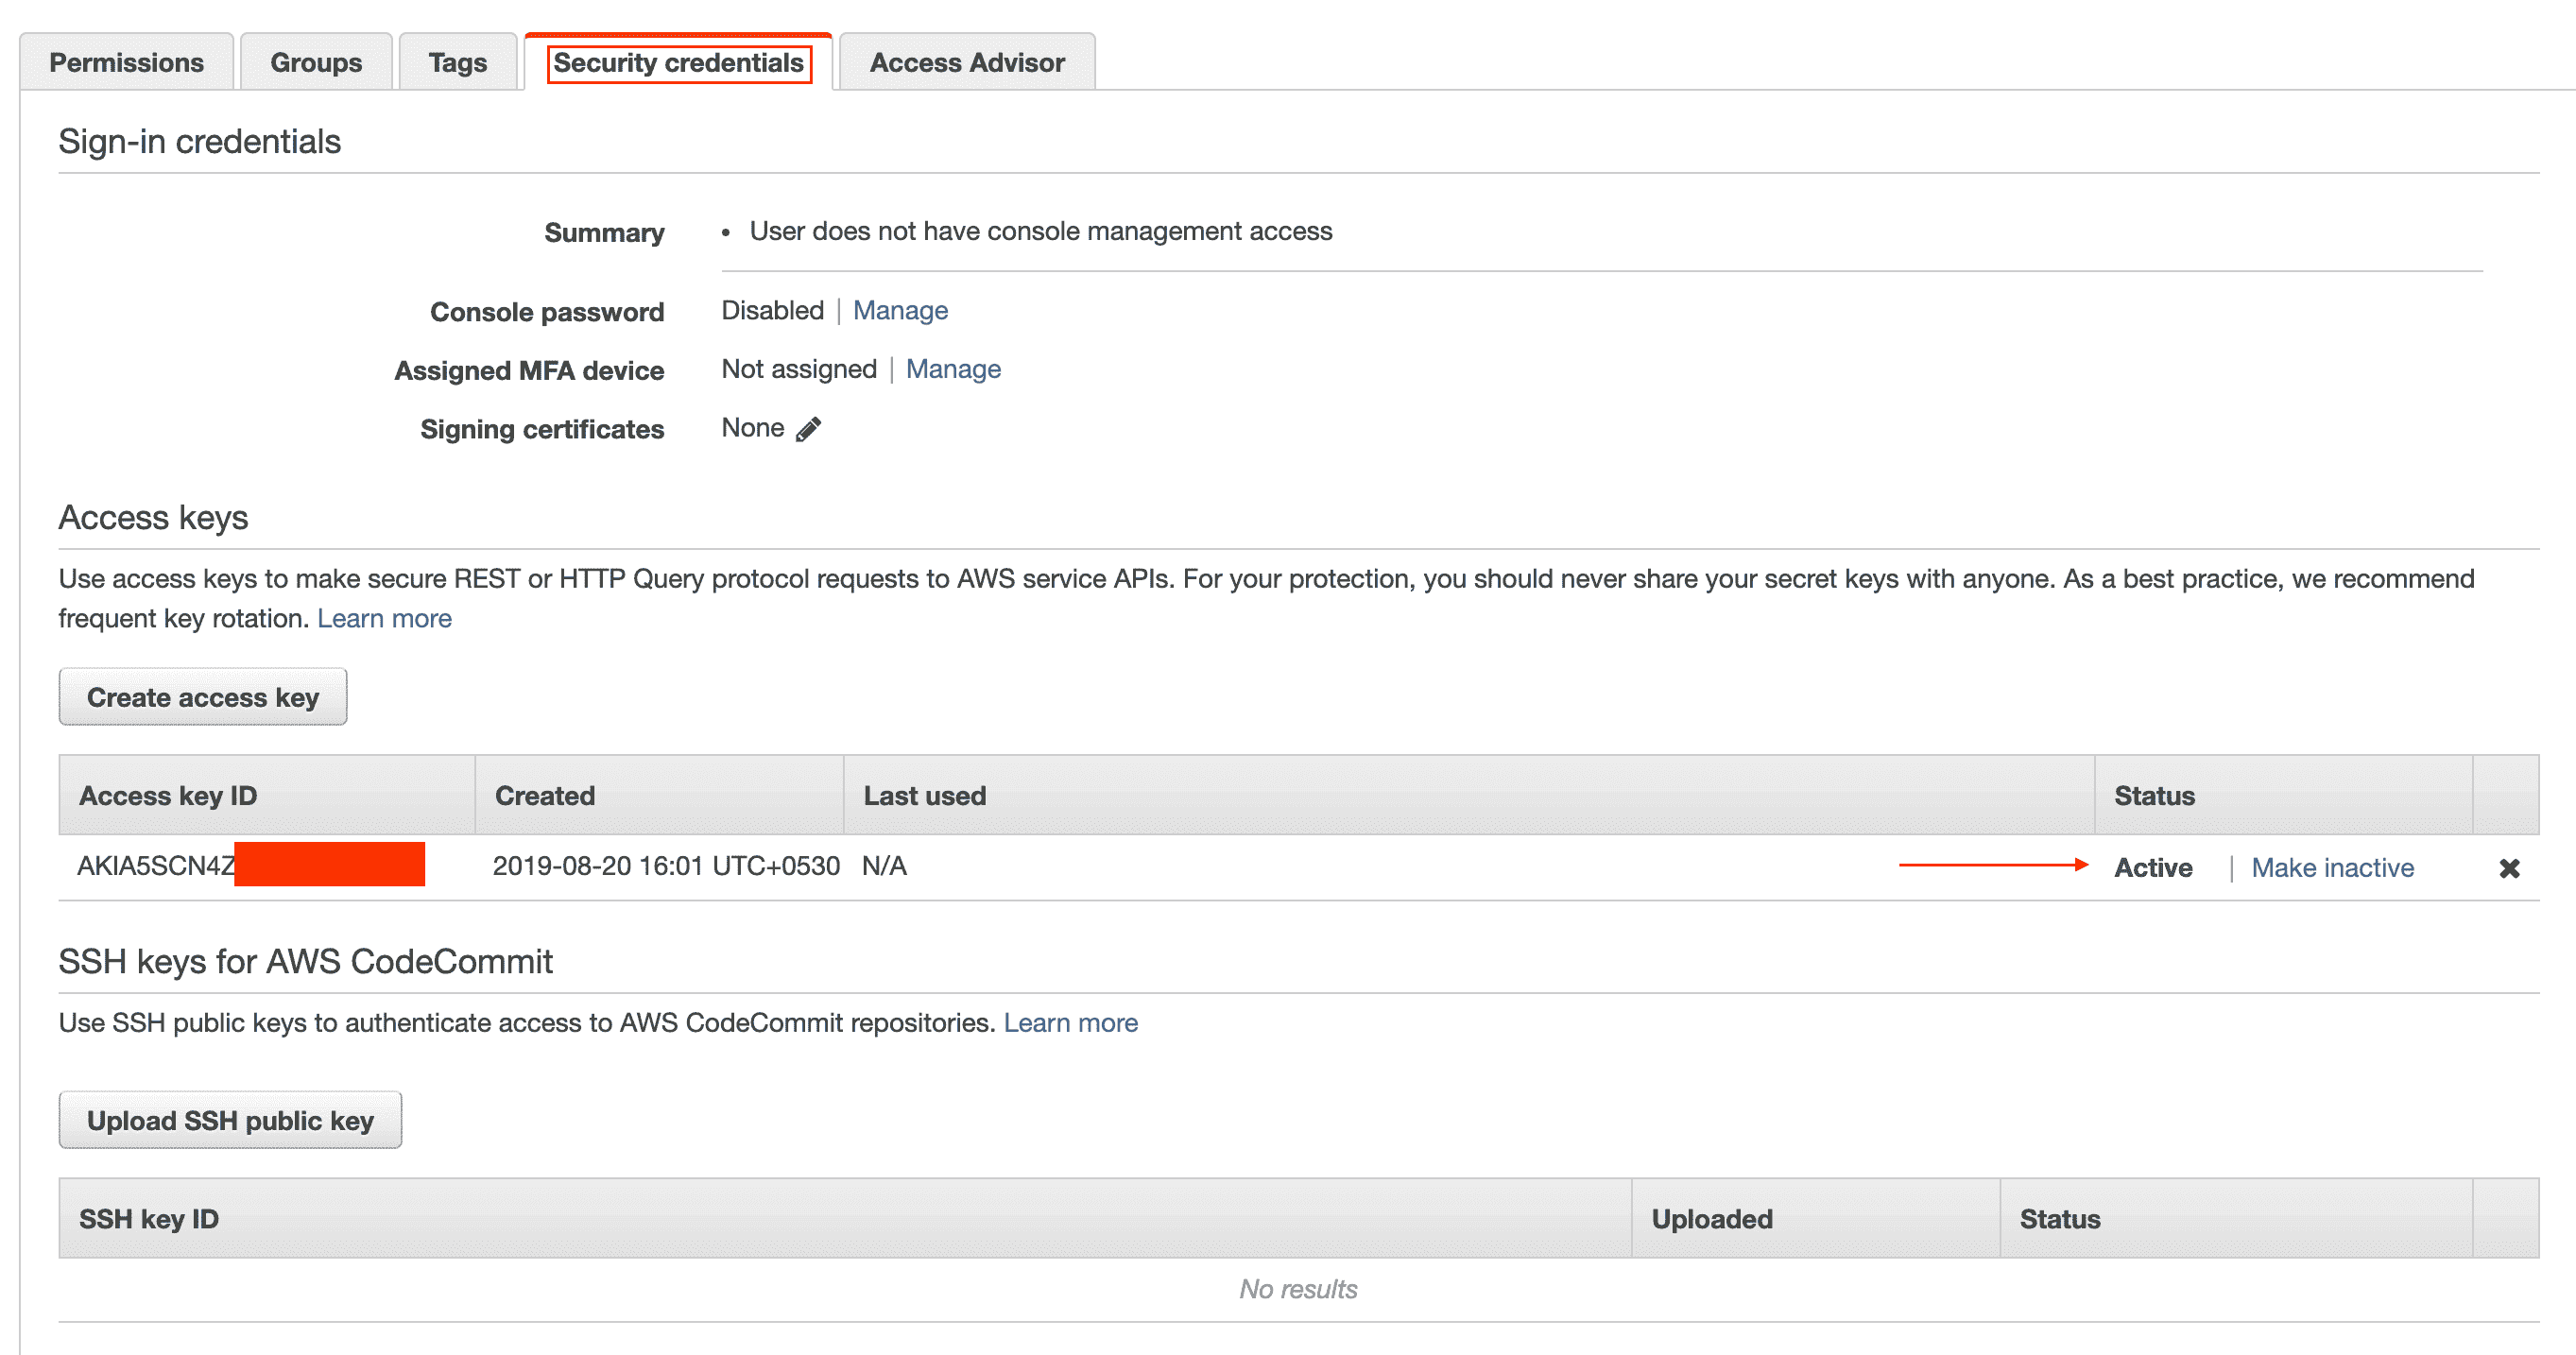 Permissions Groups Tags Security credentials Access Advisor
Sign-in credentials
Summary • User does not have console management access
Console password Disabled | Manage
Assigned MFA device Not assigned | Manage
Signing certificates None
Access keys
Use access keys to make secure REST or HTTP Query protocol requests to AWS service APIs. For your protection, you should never share your secret keys with anyone. As a best practice, we recommend
frequent key rotation. Learn more
Create access key
Access key ID Created Last used Status
AKIA5SCN4Z 2019-08-20 16:01 UTC+0530 N/A Active | Make inactive
SSH keys for AWS CodeCommit
Use SSH public keys to authenticate access to AWS CodeCommit repositories. Learn more
Upload SSH public key
SSH key ID Uploaded Status
No results